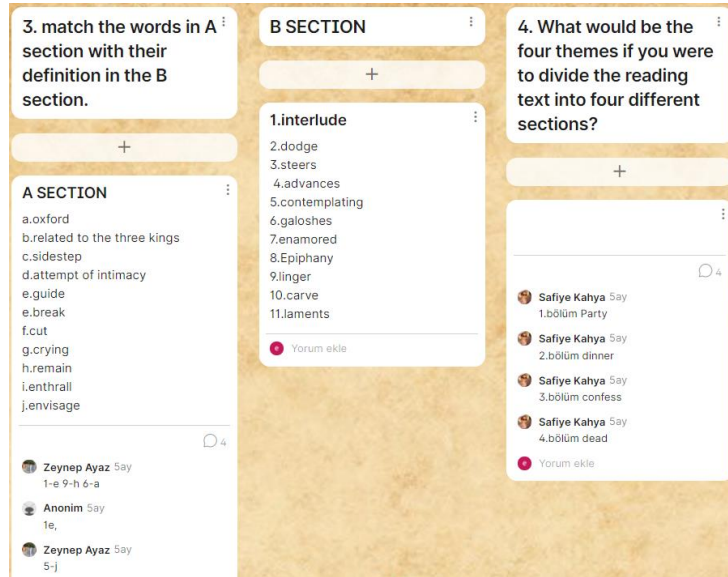 3. match the words in A
section with their
definition in the B
section.
A SECTION
a.oxford
b.related to the three kings
c.sidestep
d.attempt of intimacy
e.guide
e.break
f.cut
g.crying
h.remain
i.enthrall
j.envisage
4
Zeynep Ayaz 5ay
1-e 9-h 6-a
Anonim 5ay
1e,
Zeynep Ayaz 5ay
5-j
B SECTION
1.interlude
2.dodge
3.steers
4.advances
5.contemplating
6.galoshes
7.enamored
8.Epiphany
9.linger
10.carve
11.laments
e Yorum ekle
4. What would be the
four themes if you were
to divide the reading
text into four different
sections?
4
Safiye Kahya 5ay
1.bölüm Party
Safiye Kahya 5ay
2.bölüm dinner
Safiye Kahya 5ay
3.bölüm confess
Safiye Kahya 5ay
4.bölüm dead
e Yorum ekle